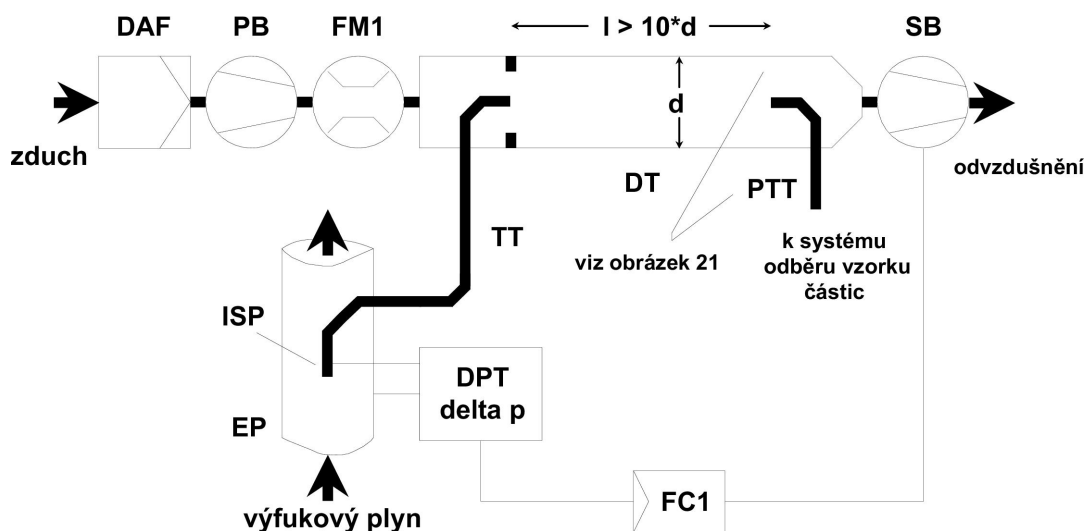 DAF
PB
FM1
l > 10*d
SB
zduch
d
odvzdušnění
DT
PTT
TT
viz obrázek 21
k systému
odběru vzorku
částic
ISP
DPT
delta p
EP
FC1
výfukový plyn